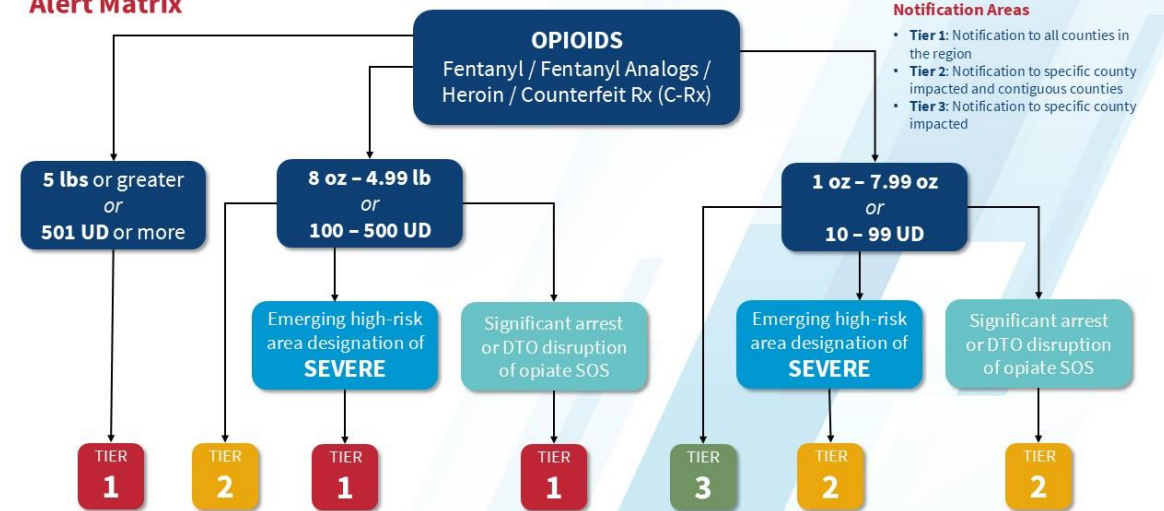 Alert Matrix
OPIOIDS
Fentanyl / Fentanyl Analogs /
Heroin / Counterfeit Rx (C-Rx)
Notification Areas
• Tier 1: Notification to all counties in
the region
• Tier 2: Notification to specific county
impacted and contiguous counties
• Tier 3: Notification to specific county
impacted
5 lbs or greater
or
501 UD or more
8 oz – 4.99 lb
or
100 – 500 UD
1 oz – 7.99 oz
or
10 – 99 UD
Emerging high-risk
area designation of
SEVERE
Significant arrest
or DTO disruption
of opiate SOS
Emerging high-risk
area designation of
SEVERE
Significant arrest
or DTO disruption
of opiate SOS
TIER
1
TIER
2
TIER
1
TIER
1
TIER
3
TIER
2
TIER
2